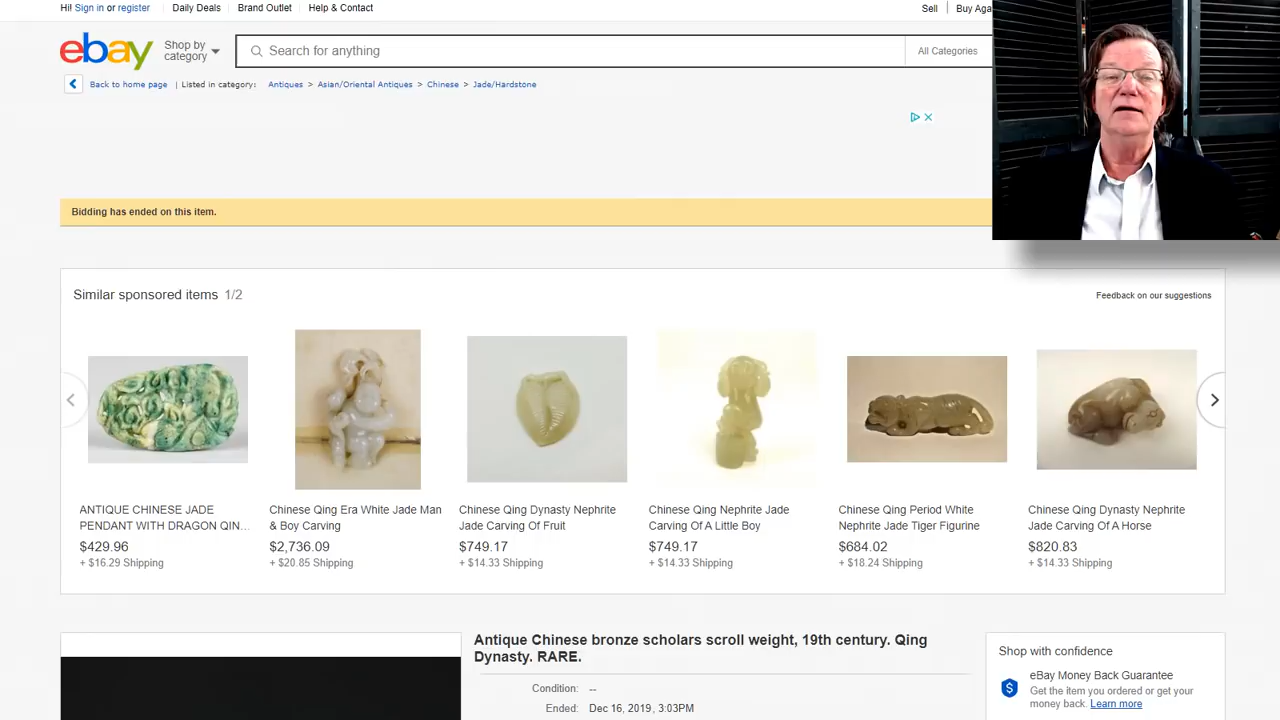 Hi! Sign in or register Daily Deals Brand Outlet Help & Contact Sell
ebay Shop by category Search for anything All Categories
Back to home page | Listed in category: Antiques > Asian/Oriental Antiques > Chinese > Jade/Hardstone
Bidding has ended on this item.
Similar sponsored items 1/2 Feedback on our suggestions
ANTIQUE CHINESE JADE
PENDANT WITH DRAGON QIN...
$429.96
+ $16.29 Shipping
Chinese Qing Era White Jade Man
& Boy Carving
$2,736.09
+ $20.85 Shipping
Chinese Qing Dynasty Nephrite
Jade Carving Of Fruit
$749.17
+ $14.33 Shipping
Chinese Qing Nephrite Jade
Carving Of A Little Boy
$749.17
+ $14.33 Shipping
Chinese Qing Period White
Nephrite Jade Tiger Figurine
$684.02
+ $18.24 Shipping
Chinese Qing Dynasty Nephrite
Jade Carving Of A Horse
$820.83
+ $14.33 Shipping
Antique Chinese bronze scholars scroll weight, 19th century. Qing
Dynasty. RARE.
Condition: --
Ended: Dec 16, 2019, 3:03PM
Shop with confidence
eBay Money Back Guarantee
Get the item you ordered or get your
money back. Learn more